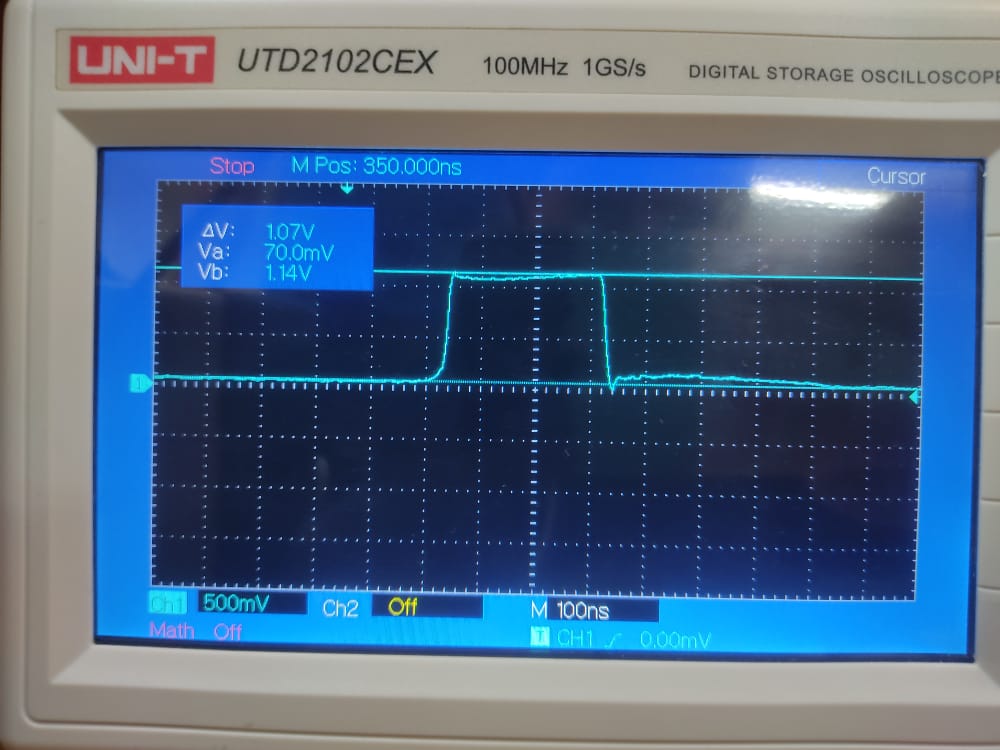 UNI-T UTD2102CEX 100MHz 1GS/s DIGITAL STORAGE OSCILLOSCOPE
Stop M Pos: 350.000ns Cursor
ΔV: 1.07V
Va: 70.0mV
Vb: 1.14V
1
Ch1 500mV Ch2 Off M 100ns
Math Off T CH1 0.00mV